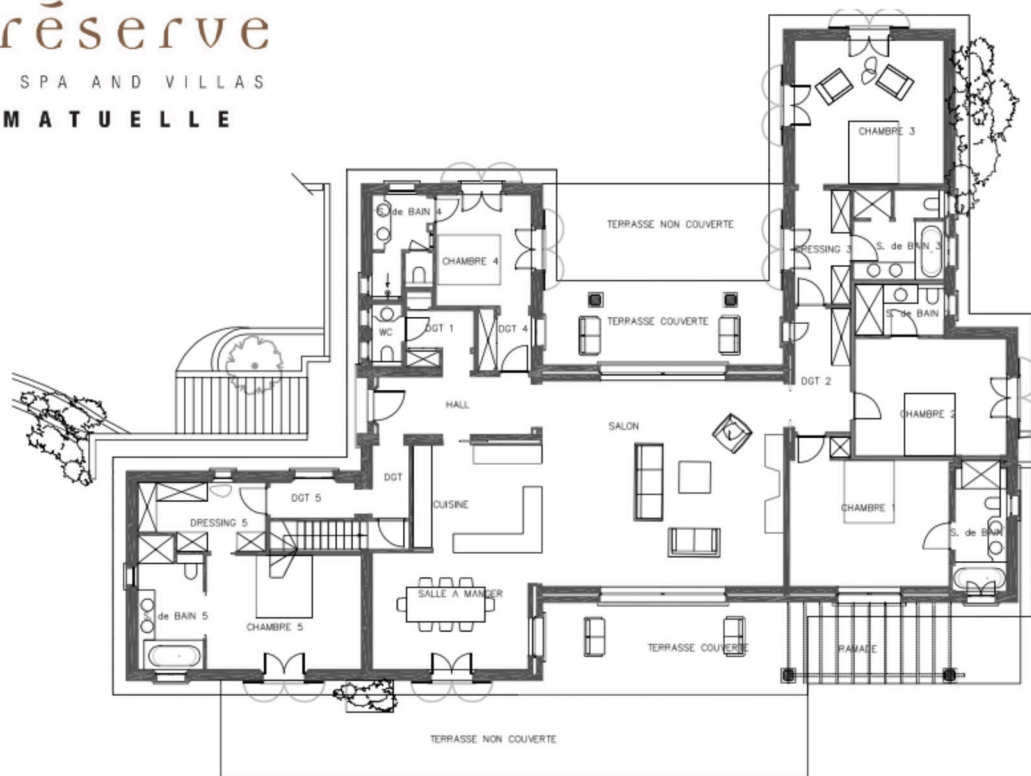 réserve
SPA AND VILLAS
MATUELLE
CHAMBRE 3
S. de BAIN 4
TERRASSE NON COUVERTE
DRESSING 3
S. de BAIN 3
CHAMBRE 4
S. de BAIN
TERRASSE COUVERTE
WC
DGT 1
DGT 4
DGT 2
HALL
CHAMBRE 2
SALON
DGT
DGT 5
CUISINE
CHAMBRE 1
DRESSING 5
S. de BAIN
SALLE A MANGER
S. de BAIN 5
CHAMBRE 5
TERRASSE COUVERTE
RAMADE
TERRASSE NON COUVERTE